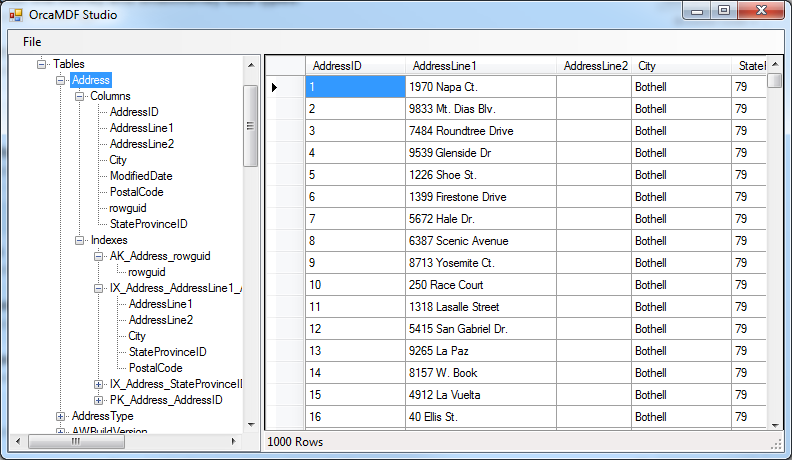 OrcaMDF Studio
File
Tables
Address
Columns
AddressID
AddressLine1
AddressLine2
City
ModifiedDate
PostalCode
rowguid
StateProvinceID
Indexes
AK_Address_rowguid
rowguid
IX_Address_AddressLine1_A
AddressLine1
AddressLine2
City
StateProvinceID
PostalCode
IX_Address_StateProvinceID
PK_Address_AddressID
AddressType
AWBuildVersion
AddressID AddressLine1 AddressLine2 City StateP
1 1970 Napa Ct. Bothell 79
2 9833 Mt. Dias Blv. Bothell 79
3 7484 Roundtree Drive Bothell 79
4 9539 Glenside Dr Bothell 79
5 1226 Shoe St. Bothell 79
6 1399 Firestone Drive Bothell 79
7 5672 Hale Dr. Bothell 79
8 6387 Scenic Avenue Bothell 79
9 8713 Yosemite Ct. Bothell 79
10 250 Race Court Bothell 79
11 1318 Lasalle Street Bothell 79
12 5415 San Gabriel Dr. Bothell 79
13 9265 La Paz Bothell 79
14 8157 W. Book Bothell 79
15 4912 La Vuelta Bothell 79
16 40 Ellis St. Bothell 79
1000 Rows